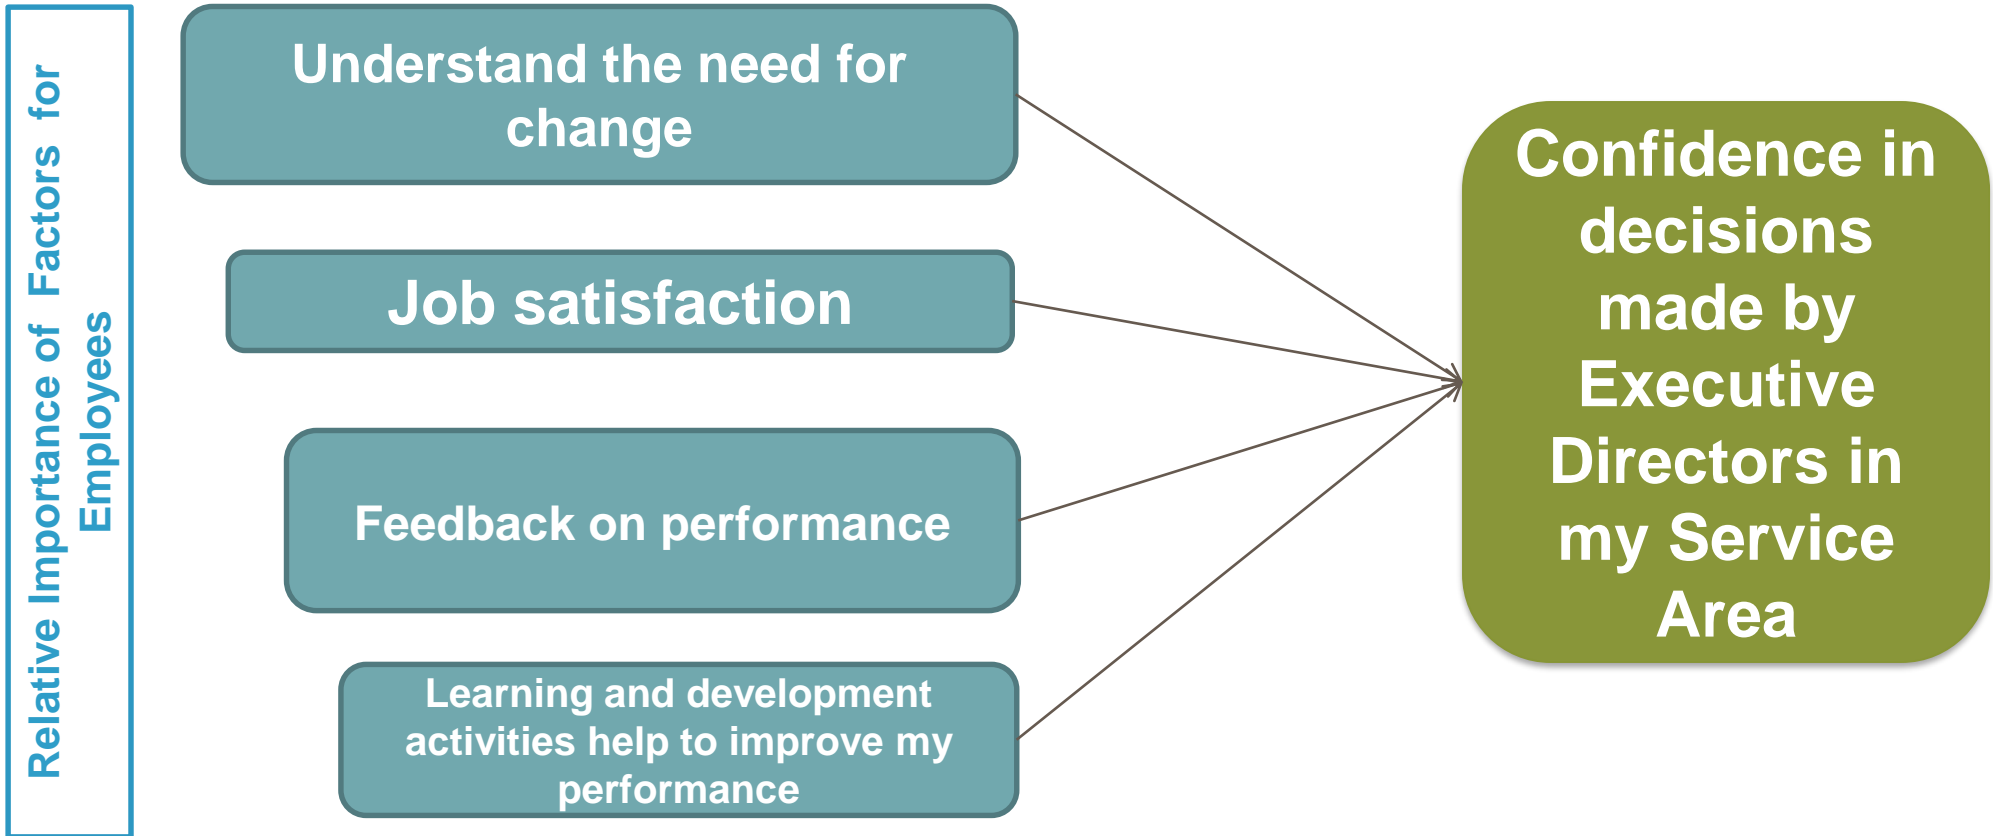 Relative Importance of Factors for
Employees
Understand the need for
change
Job satisfaction
Feedback on performance
Learning and development
activities help to improve my
performance
Confidence in
decisions
made by
Executive
Directors in
my Service
Area